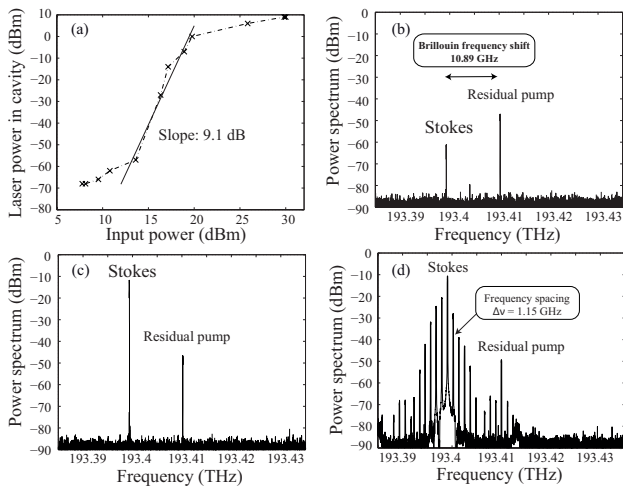 (a)
10
0
−10
−20
−30
−40
−50
−60
−70
−80
5
10
15
20
25
30
Laser power in cavity (dBm)
Input power (dBm)
Slope: 9.1 dB
(b)
0
−10
−20
−30
−40
−50
−60
−70
−80
−90
193.39
193.4
193.41
193.42
193.43
Power spectrum (dBm)
Frequency (THz)
Brillouin frequency shift
10.89 GHz
Residual pump
Stokes
(c)
0
−10
−20
−30
−40
−50
−60
−70
−80
−90
193.39
193.4
193.41
193.42
193.43
Power spectrum (dBm)
Frequency (THz)
Stokes
Residual pump
(d)
0
−10
−20
−30
−40
−50
−60
−70
−80
−90
193.39
193.4
193.41
193.42
193.43
Power spectrum (dBm)
Frequency (THz)
Stokes
Frequency spacing
Δν = 1.15 GHz
Residual pump